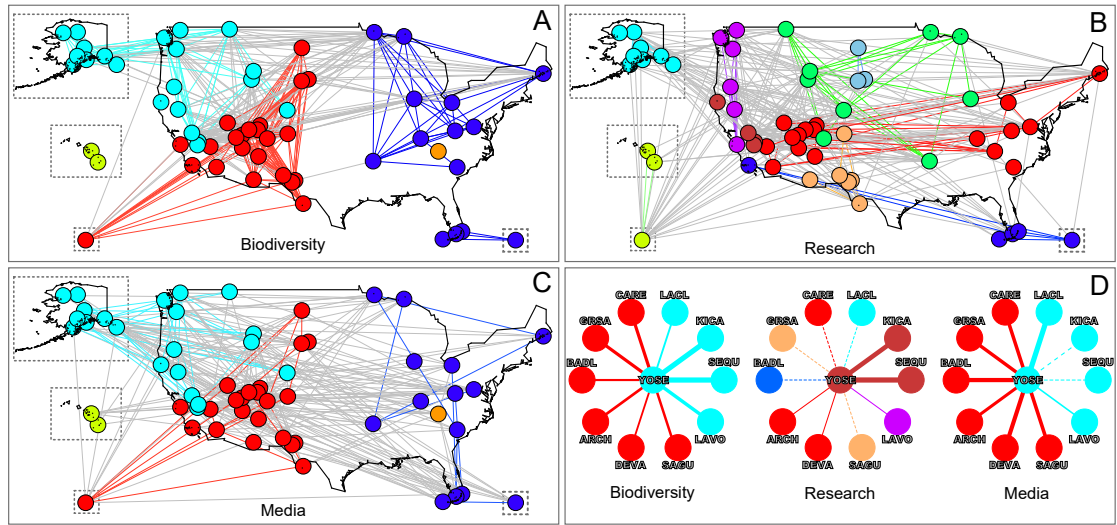 A
Biodiversity
B
Research
C
Media
D
CARE LACL
GRSA KICA
BADL SEQU
YOSE
ARCH LAVO
DEVA SAGU
Biodiversity
CARE LACL
GRSA KICA
BADL SEQU
YOSE
ARCH LAVO
DEVA SAGU
Research
CARE LACL
GRSA KICA
BADL SEQU
YOSE
ARCH LAVO
DEVA SAGU
Media